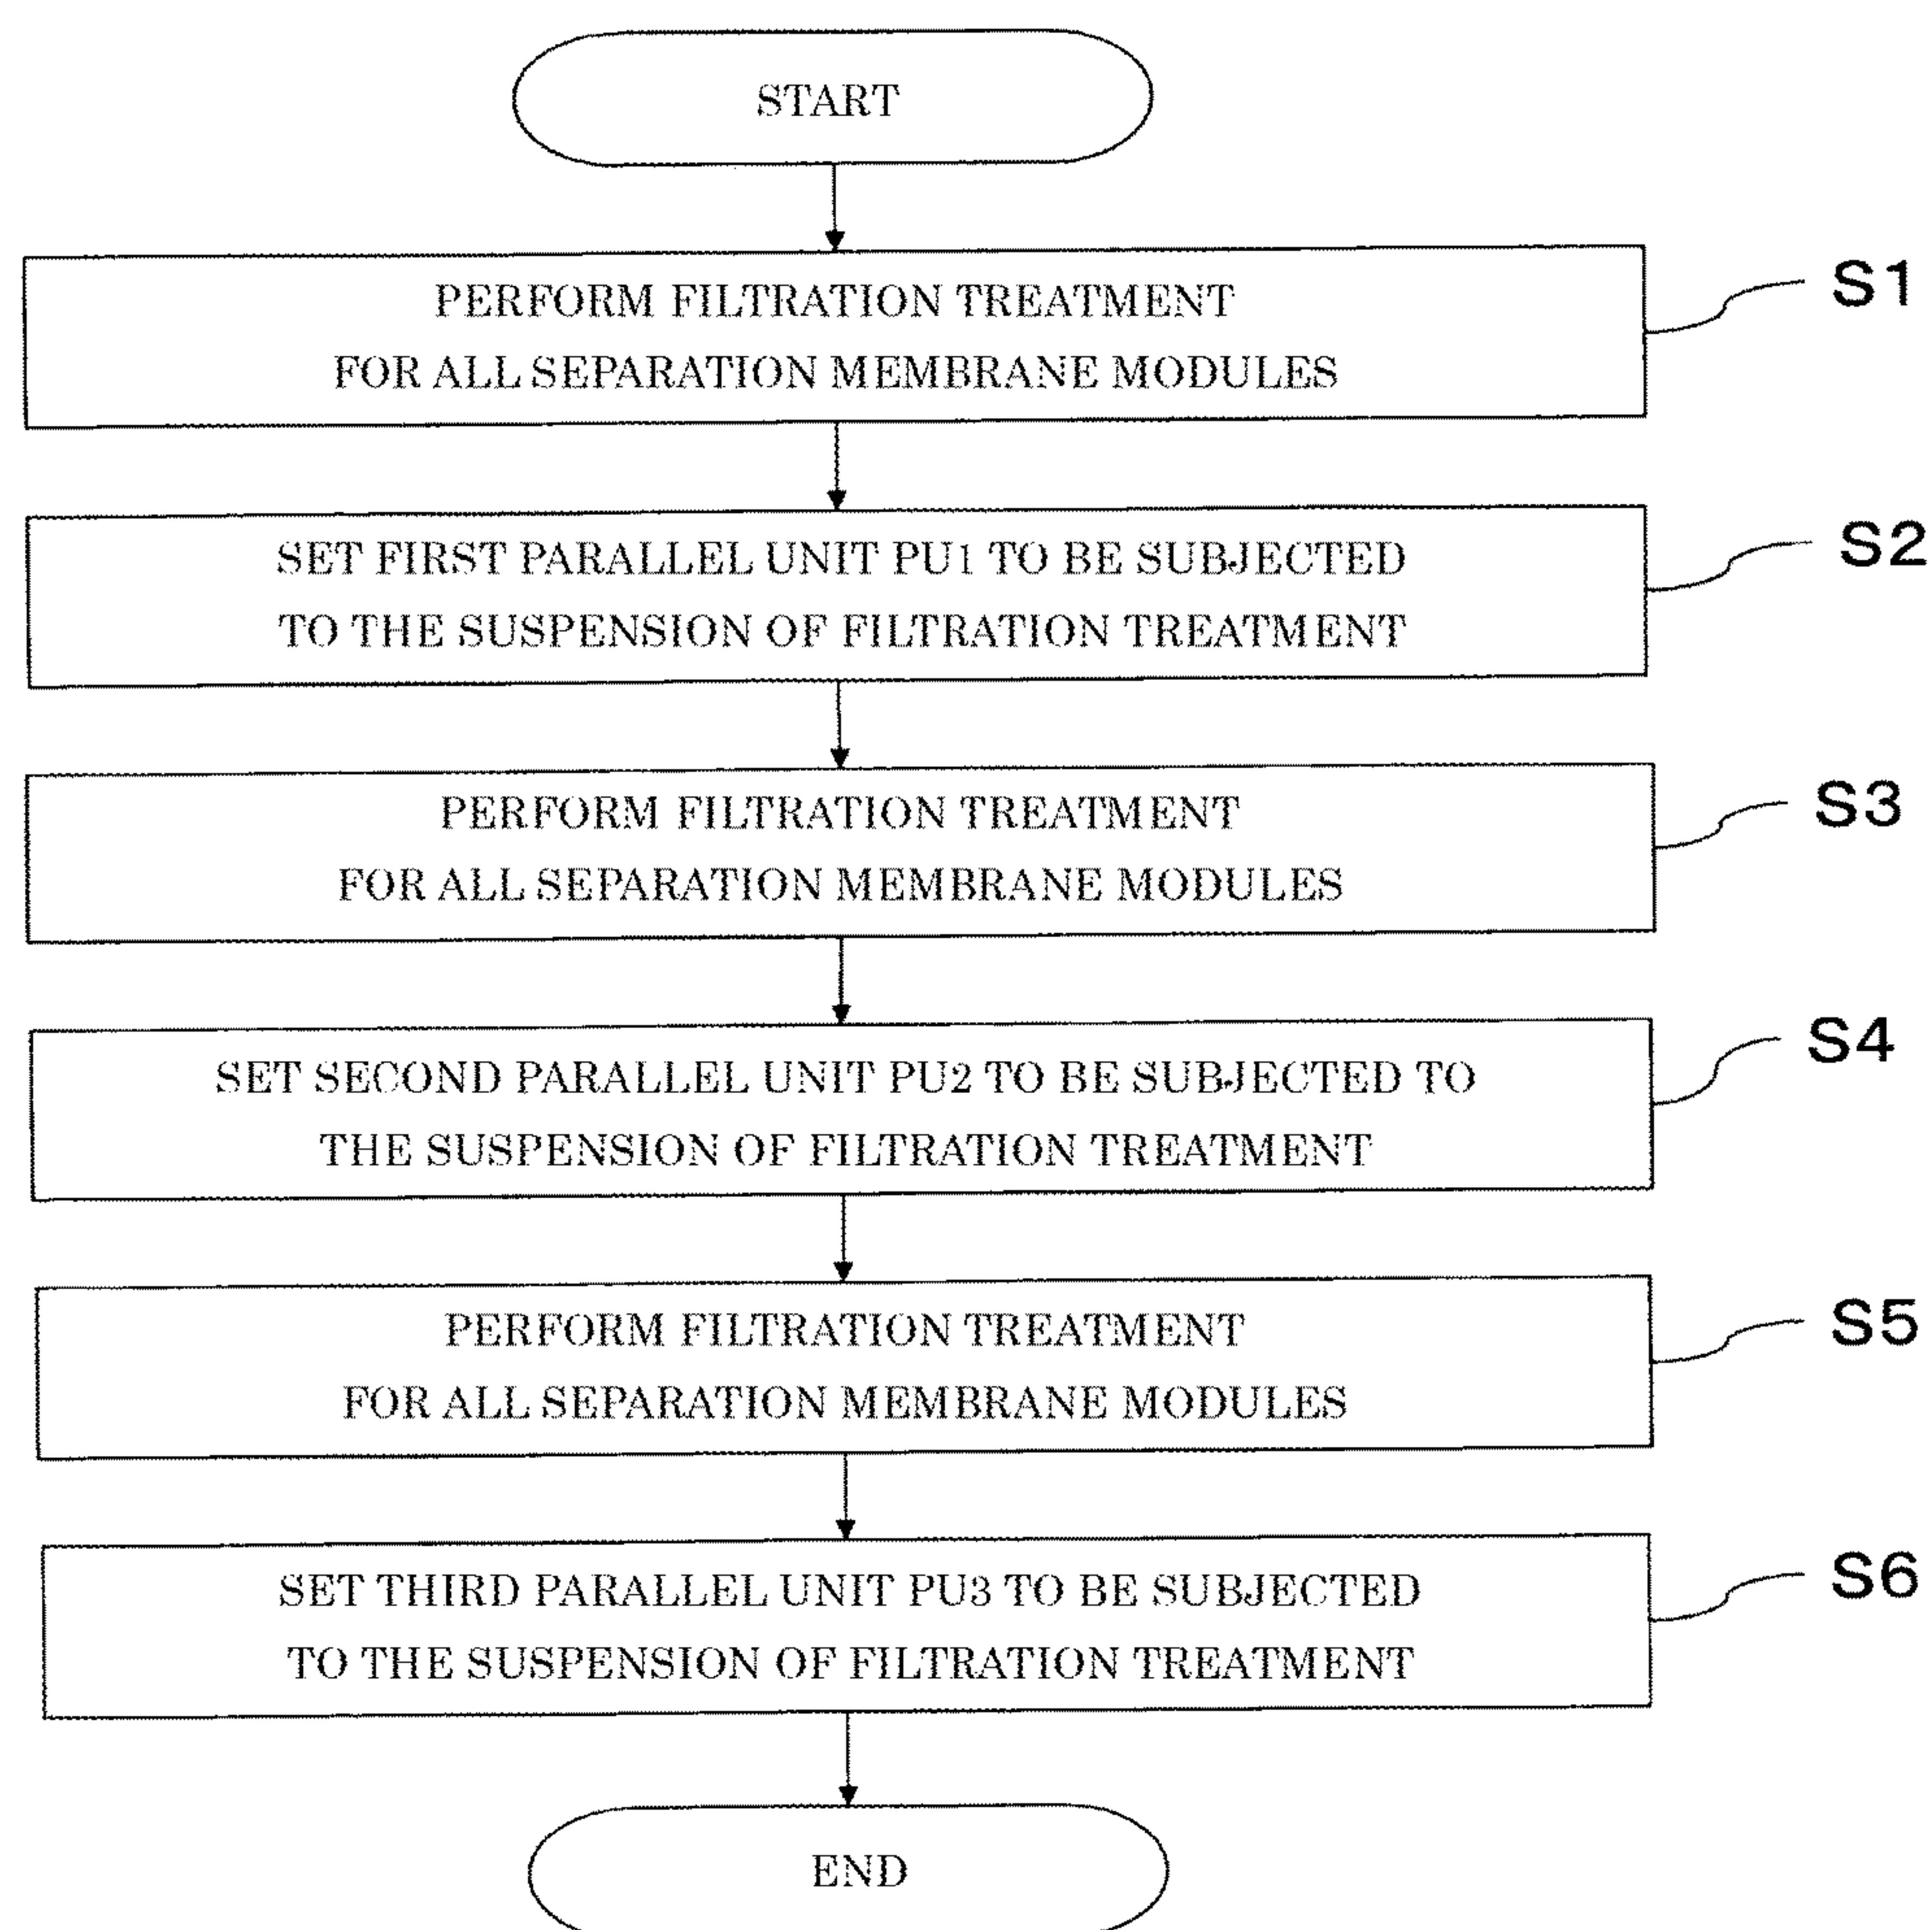 START
PERFORM FILTRATION TREATMENT
FOR ALL SEPARATION MEMBRANE MODULES
S1
SET FIRST PARALLEL UNIT PU1 TO BE SUBJECTED
TO THE SUSPENSION OF FILTRATION TREATMENT
S2
PERFORM FILTRATION TREATMENT
FOR ALL SEPARATION MEMBRANE MODULES
S3
SET SECOND PARALLEL UNIT PU2 TO BE SUBJECTED TO
THE SUSPENSION OF FILTRATION TREATMENT
S4
PERFORM FILTRATION TREATMENT
FOR ALL SEPARATION MEMBRANE MODULES
S5
SET THIRD PARALLEL UNIT PU3 TO BE SUBJECTED
TO THE SUSPENSION OF FILTRATION TREATMENT
S6
END